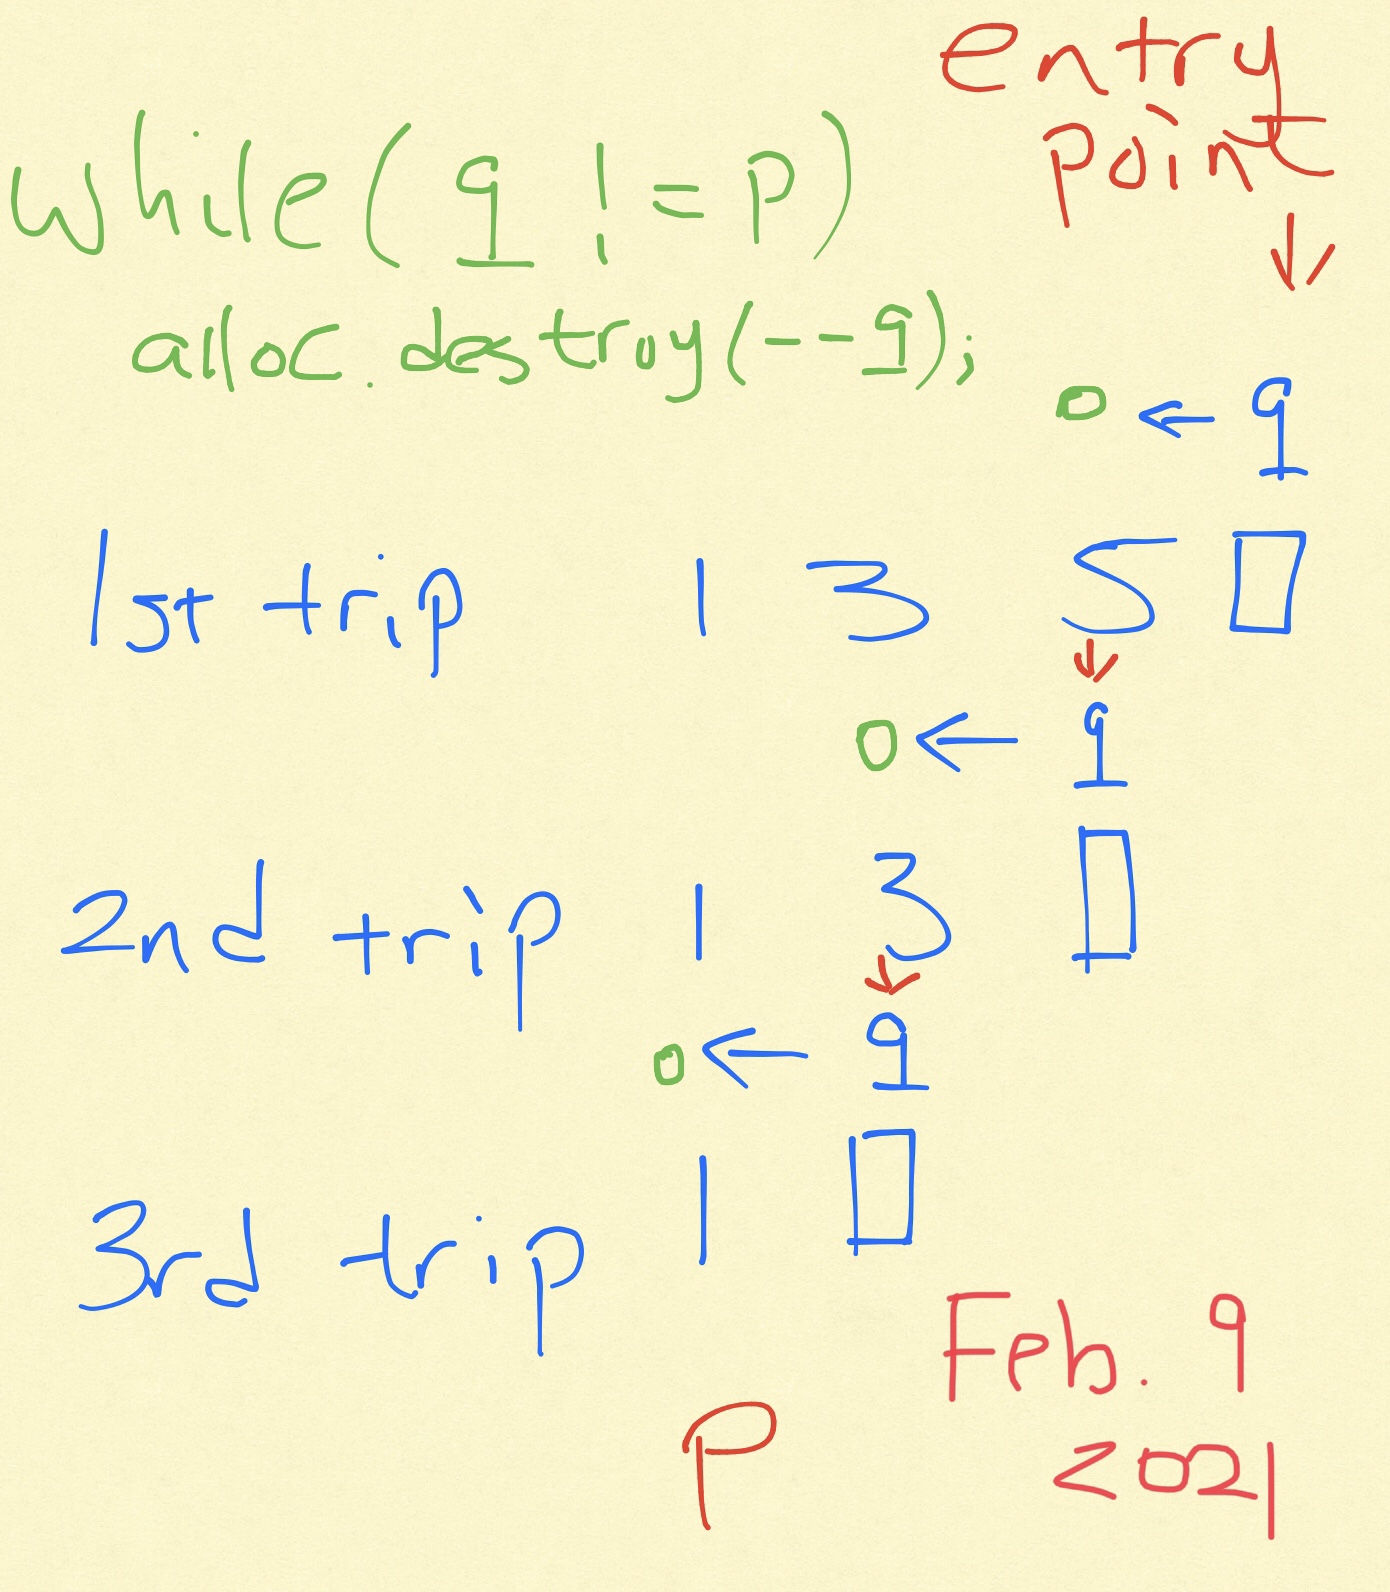 entry
point
while(q != p)
alloc.destroy(--q);
q
1st trip 1 3 5
q
2nd trip 1 3
q
3rd trip 1
Feb. 9
p
2021